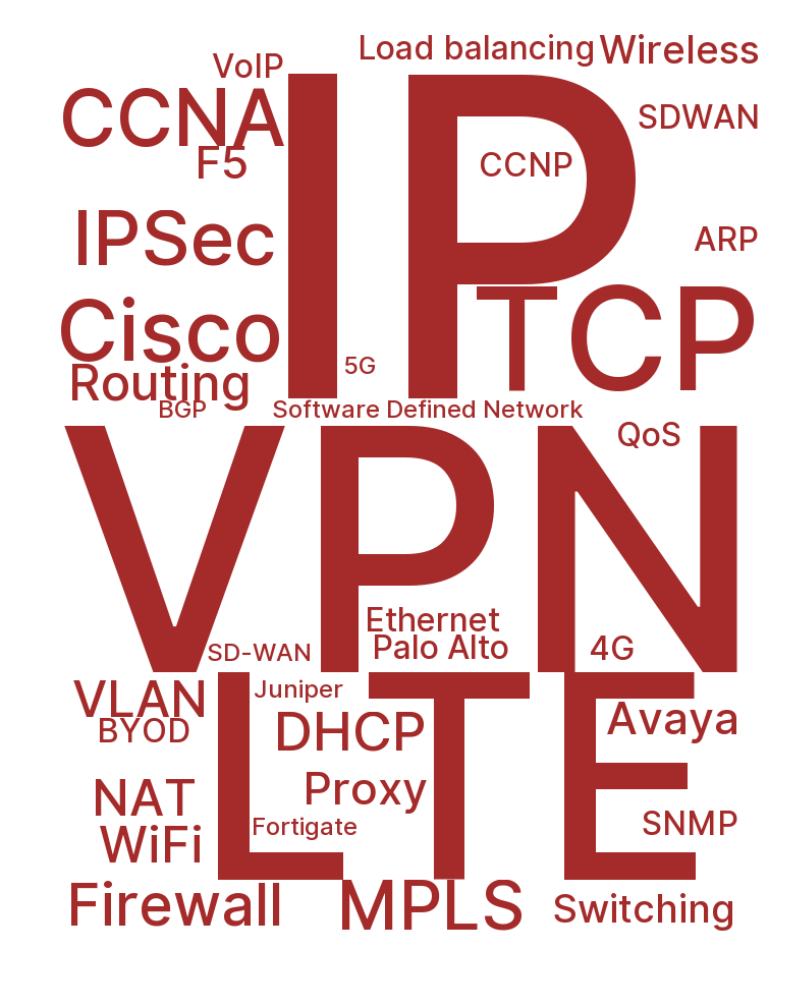 Load balancing
Wireless
VoIP
CCNA
IP
SDWAN
F5
CCNP
IPSec
ARP
TCP
Cisco
5G
Routing
BGP
Software Defined Network
QoS
VPN
Ethernet
SD-WAN
Palo Alto
4G
VLAN
Juniper
LTE
BYOD
DHCP
Avaya
NAT
Proxy
WiFi
Fortigate
SNMP
Firewall
MPLS
Switching